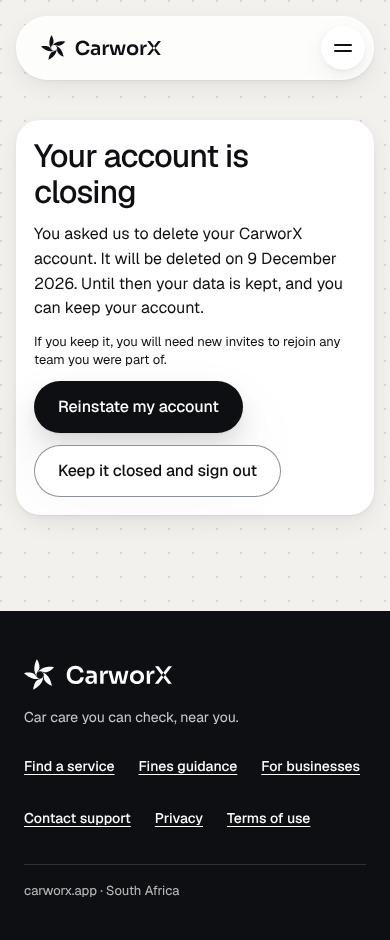 CarworX
Your account is
closing
You asked us to delete your CarworX
account. It will be deleted on 9 December
2026. Until then your data is kept, and you
can keep your account.
If you keep it, you will need new invites to rejoin any
team you were part of.
Reinstate my account
Keep it closed and sign out
CarworX
Car care you can check, near you.
Find a service Fines guidance For businesses
Contact support Privacy Terms of use
carworx.app · South Africa